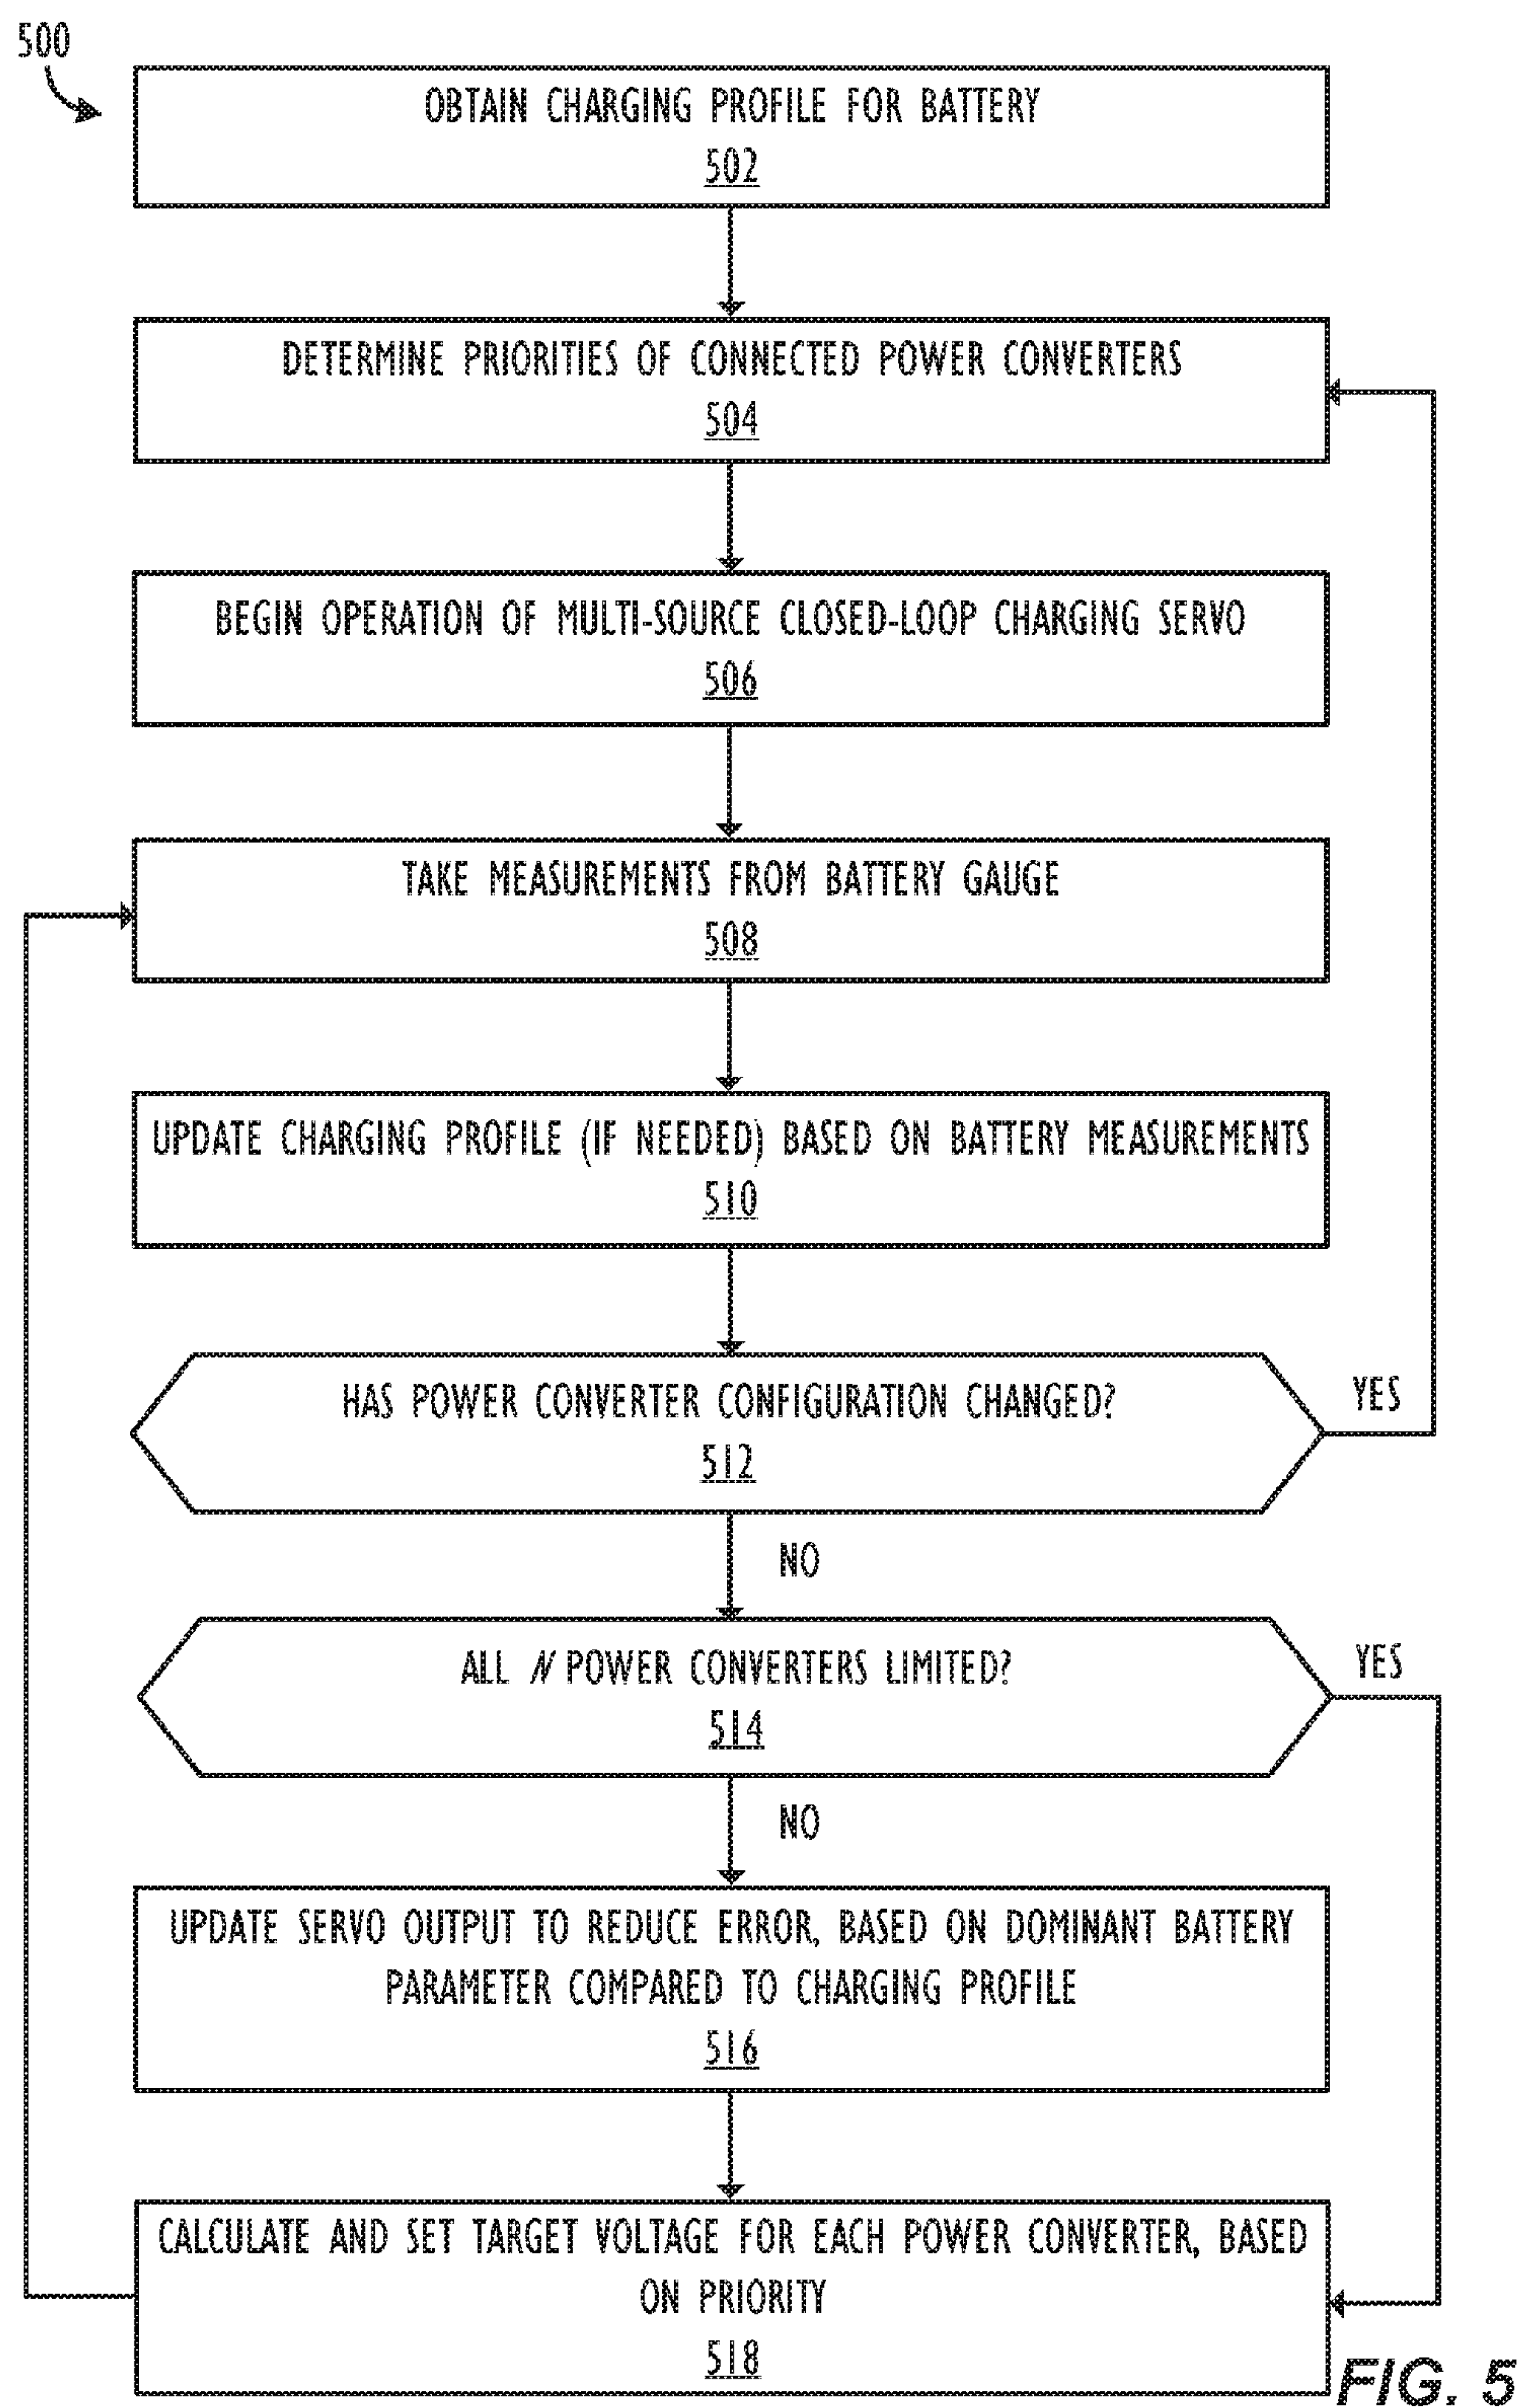 500
OBTAIN CHARGING PROFILE FOR BATTERY
502
DETERMINE PRIORITIES OF CONNECTED POWER CONVERTERS
504
BEGIN OPERATION OF MULTI-SOURCE CLOSED-LOOP CHARGING SERVO
506
TAKE MEASUREMENTS FROM BATTERY GAUGE
508
UPDATE CHARGING PROFILE (IF NEEDED) BASED ON BATTERY MEASUREMENTS
510
HAS POWER CONVERTER CONFIGURATION CHANGED?
512
YES
NO
ALL N POWER CONVERTERS LIMITED?
514
YES
NO
UPDATE SERVO OUTPUT TO REDUCE ERROR, BASED ON DOMINANT BATTERY
PARAMETER COMPARED TO CHARGING PROFILE
516
CALCULATE AND SET TARGET VOLTAGE FOR EACH POWER CONVERTER, BASED
ON PRIORITY
518
FIG. 5